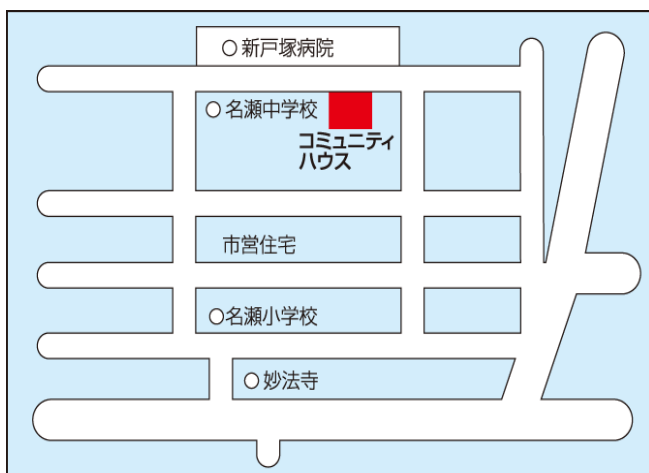 新戸塚病院
名瀬中学校
コミュニティ
ハウス
市営住宅
名瀬小学校
妙法寺